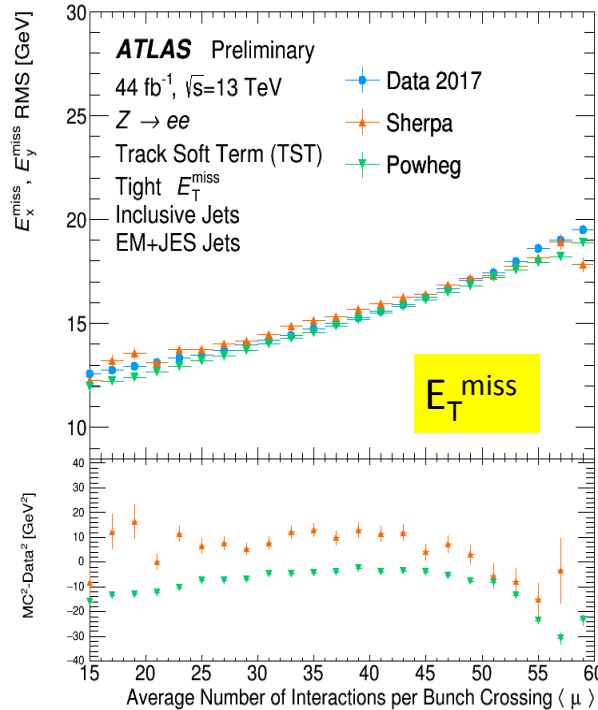 E_x^miss, E_y^miss RMS [GeV]
30
25
20
15
10
ATLAS Preliminary
44 fb⁻¹, √s=13 TeV
Z → ee
Track Soft Term (TST)
Tight E_T^miss
Inclusive Jets
EM+JES Jets
Data 2017
Sherpa
Powheg
E_T^miss
MC²-Data² [GeV²]
40
30
20
10
0
−10
−20
−30
−40
15 20 25 30 35 40 45 50 55 60
Average Number of Interactions per Bunch Crossing ⟨ μ ⟩